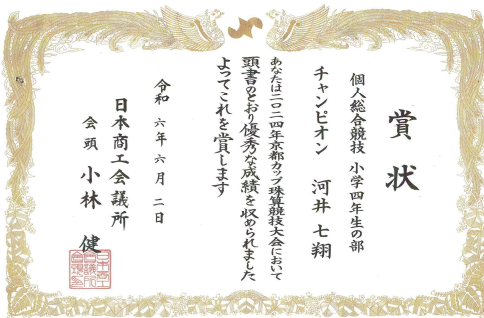 賞状
個人総合競技 小学四年生の部
チャンピオン 河井七翔
あなたは二〇二四年京都カップ珠算競技大会において
頭書のとおり優秀な成績を収められました
よってこれを賞します
令和六年六月二日
日本商工会議所
会頭 小林健